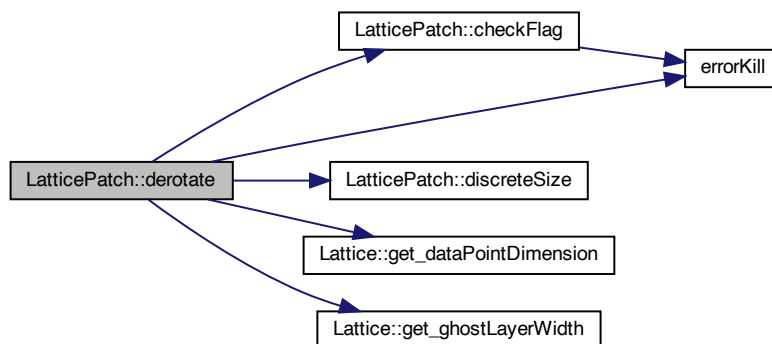 LatticePatch::checkFlag
errorKill
LatticePatch::derotate
LatticePatch::discreteSize
Lattice::get_dataPointDimension
Lattice::get_ghostLayerWidth